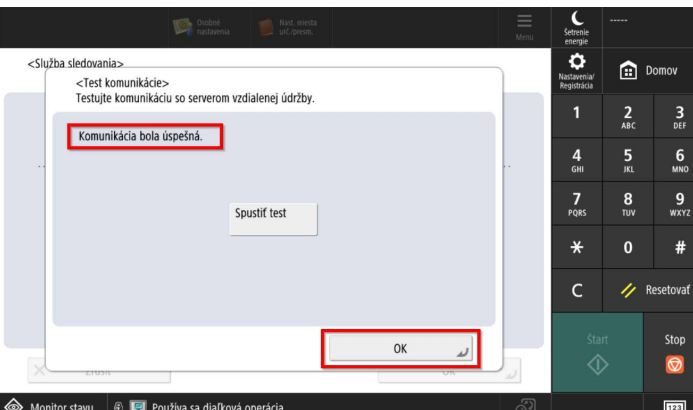 Osobné
nastavenia
Nast. miesta
urč./presm.
Menu
Šetrenie
energie
-----
<Služba sledovania>
<Test komunikácie>
Testujte komunikáciu so serverom vzdialenej údržby.
Nastavenia/
Registrácia
Domov
Komunikácia bola úspešná.
1
2
ABC
3
DEF
4
GHI
5
JKL
6
MNO
Spustiť test
7
PQRS
8
TUV
9
WXYZ
*
0
#
C
Resetovať
OK
Štart
Stop
Zrušiť
OK
Monitor stavu
Používa sa diaľková operácia.
123